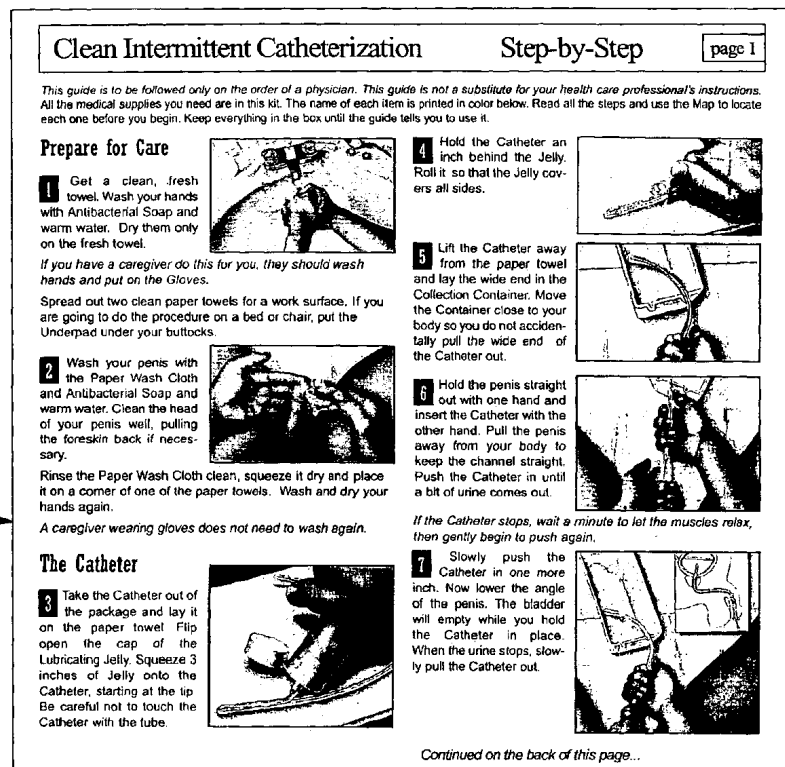 Clean Intermittent Catheterization Step-by-Step page 1
This guide is to be followed only on the order of a physician. This guide is not a substitute for your health care professional's instructions.
All the medical supplies you need are in this kit. The name of each item is printed in color below. Read all the steps and use the Map to locate
each one before you begin. Keep everything in the box until the guide tells you to use it.
Prepare for Care
1 Get a clean, fresh
towel. Wash your hands
with Antibacterial Soap and
warm water. Dry them only
on the fresh towel.
If you have a caregiver do this for you, they should wash
hands and put on the Gloves.
Spread out two clean paper towels for a work surface. If you
are going to do the procedure on a bed or chair, put the
Underpad under your buttocks.
2 Wash your penis with
the Paper Wash Cloth
and Antibacterial Soap and
warm water. Clean the head
of your penis well, pulling
the foreskin back if neces-
sary.
Rinse the Paper Wash Cloth clean, squeeze it dry and place
it on a corner of one of the paper towels. Wash and dry your
hands again.
A caregiver wearing gloves does not need to wash again.
The Catheter
3 Take the Catheter out of
the package and lay it
on the paper towel Flip
open the cap of the
Lubricating Jelly. Squeeze 3
inches of Jelly onto the
Catheter, starting at the tip
Be careful not to touch the
Catheter with the tube.
4 Hold the Catheter an
inch behind the Jelly.
Roll it so that the Jelly cov-
ers all sides.
5 Lift the Catheter away
from the paper towel
and lay the wide end in the
Collection Container. Move
the Container close to your
body so you do not acciden-
tally pull the wide end of
the Catheter out.
6 Hold the penis straight
out with one hand and
insert the Catheter with the
other hand. Pull the penis
away from your body to
keep the channel straight.
Push the Catheter in until
a bit of urine comes out.
If the Catheter stops, wait a minute to let the muscles relax,
then gently begin to push again.
7 Slowly push the
Catheter in one more
inch. Now lower the angle
of the penis. The bladder
will empty while you hold
the Catheter in place.
When the urine stops, slow-
ly pull the Catheter out.
Continued on the back of this page...